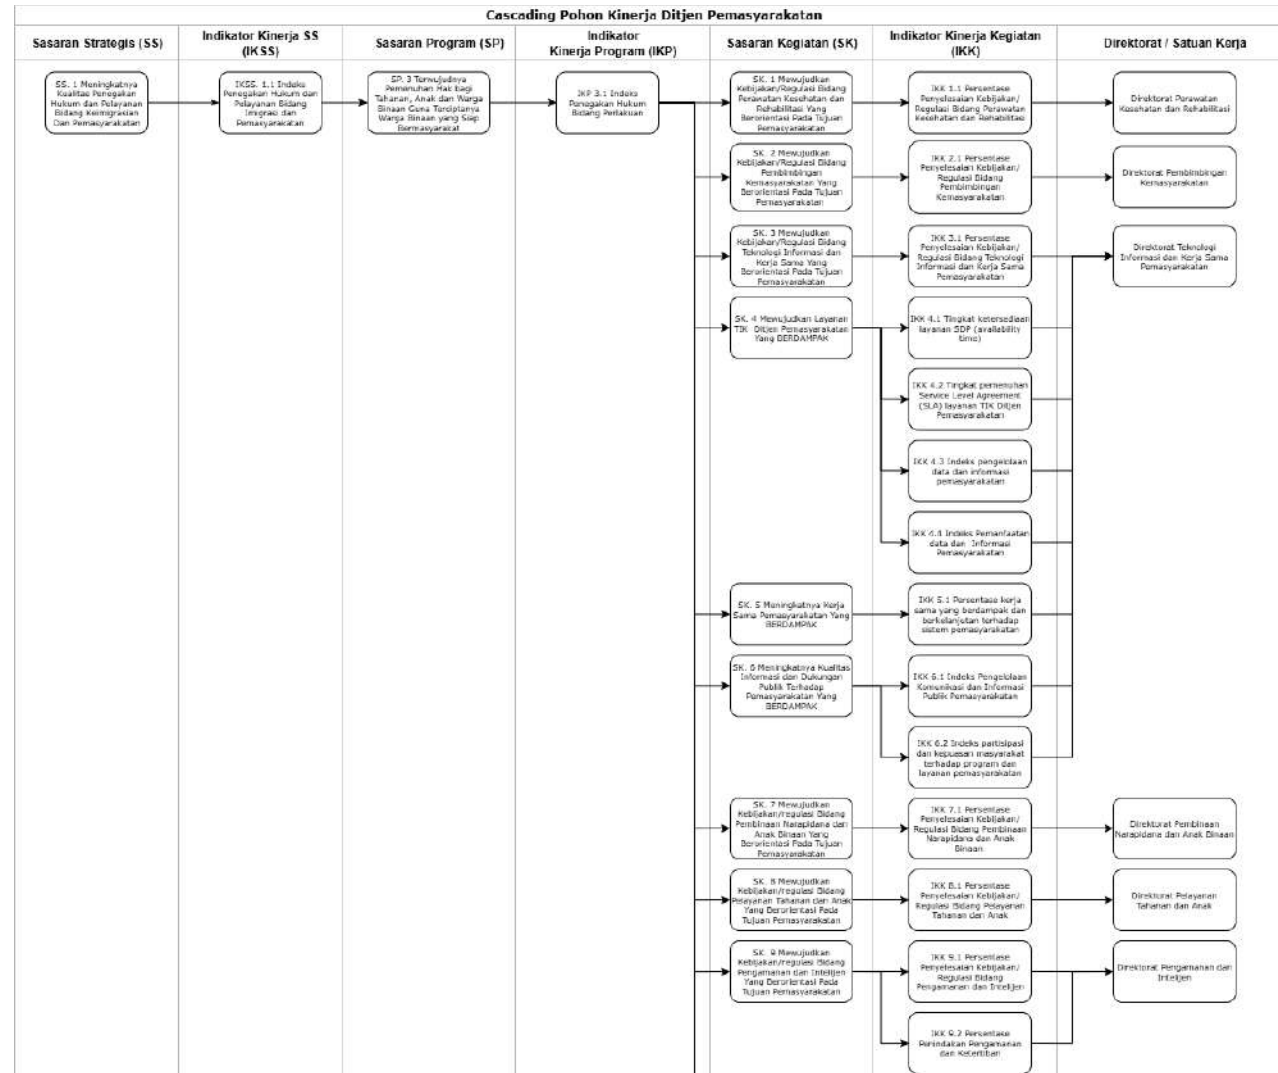 Cascading Pohon Kinerja Ditjen Pemasyarakatan
Sasaran Strategis (SS)
Indikator Kinerja SS
(IKSS)
Sasaran Program (SP)
Indikator
Kinerja Program (IKP)
Sasaran Kegiatan (SK)
Indikator Kinerja Kegiatan
(IKK)
Direktorat / Satuan Kerja
SS. 1 Meningkatnya
Kualitas Penegakan
Hukum dan Pelayanan
Bidang Keimigrasian
Dan Pemasyarakatan
IKSS. 1.1 Indeks
Penegakan Hukum dan
Pelayanan Bidang
Imigrasi dan
Pemasyarakatan
SP. 3 Terwujudnya
Pemenuhan Hak bagi
Tahanan, Anak dan Warga
Binaan Guna Terciptanya
Warga Binaan yang Siap
Bermasyarakat
IKP 3.1 Indeks
Penegakan Hukum
Bidang Perlakuan
SK. 1 Mewujudkan
Kebijakan/Regulasi Bidang
Perawatan Kesehatan dan
Rehabilitasi Yang
Berorientasi Pada Tujuan
Pemasyarakatan
IKK 1.1 Persentase
Penyelesaian Kebijakan/
Regulasi Bidang Perawatan
Kesehatan dan Rehabilitasi
Direktorat Perawatan
Kesehatan dan Rehabilitasi
SK. 2 Mewujudkan
Kebijakan/Regulasi Bidang
Pembimbingan
Kemasyarakatan Yang
Berorientasi Pada Tujuan
Pemasyarakatan
IKK 2.1 Persentase
Penyelesaian Kebijakan/
Regulasi Bidang
Pembimbingan
Kemasyarakatan
Direktorat Pembimbingan
Kemasyarakatan
SK. 3 Mewujudkan
Kebijakan/Regulasi Bidang
Teknologi Informasi dan
Kerja Sama Yang
Berorientasi Pada Tujuan
Pemasyarakatan
IKK 3.1 Persentase
Penyelesaian Kebijakan/
Regulasi Bidang Teknologi
Informasi dan Kerja Sama
Pemasyarakatan
Direktorat Teknologi
Informasi dan Kerja Sama
Pemasyarakatan
SK. 4 Mewujudkan Layanan
TIK Ditjen Pemasyarakatan
Yang BERDAMPAK
IKK 4.1 Tingkat ketersediaan
layanan SDP (availability
time)
IKK 4.2 Tingkat pemenuhan
Service Level Agreement
(SLA) layanan TIK Ditjen
Pemasyarakatan
IKK 4.3 Indeks pengelolaan
data dan informasi
pemasyarakatan
IKK 4.4 Indeks Pemanfaatan
data dan Informasi
Pemasyarakatan
SK. 5 Meningkatnya Kerja
Sama Pemasyarakatan Yang
BERDAMPAK
IKK 5.1 Persentase kerja
sama yang berdampak dan
berkelanjutan terhadap
sistem pemasyarakatan
SK. 6 Meningkatnya Kualitas
Informasi dan Dukungan
Publik Terhadap
Pemasyarakatan Yang
BERDAMPAK
IKK 6.1 Indeks Pengelolaan
Komunikasi dan Informasi
Publik Pemasyarakatan
IKK 6.2 Indeks partisipasi
dan kepuasan masyarakat
terhadap program dan
layanan pemasyarakatan
SK. 7 Mewujudkan
Kebijakan/regulasi Bidang
Pembinaan Narapidana dan
Anak Binaan Yang
Berorientasi Pada Tujuan
Pemasyarakatan
IKK 7.1 Persentase
Penyelesaian Kebijakan/
Regulasi Bidang Pembinaan
Narapidana dan Anak
Binaan
Direktorat Pembinaan
Narapidana dan Anak Binaan
SK. 8 Mewujudkan
Kebijakan/regulasi Bidang
Pelayanan Tahanan dan Anak
Yang Berorientasi Pada
Tujuan Pemasyarakatan
IKK 8.1 Persentase
Penyelesaian Kebijakan/
Regulasi Bidang Pelayanan
Tahanan dan Anak
Direktorat Pelayanan
Tahanan dan Anak
SK. 9 Mewujudkan
Kebijakan/regulasi Bidang
Pengamanan dan Intelijen
Yang Berorientasi Pada
Tujuan Pemasyarakatan
IKK 9.1 Persentase
Penyelesaian Kebijakan/
Regulasi Bidang
Pengamanan dan Intelijen
Direktorat Pengamanan dan
Intelijen
IKK 9.2 Persentase
Penindakan Pengamanan
dan Ketertiban